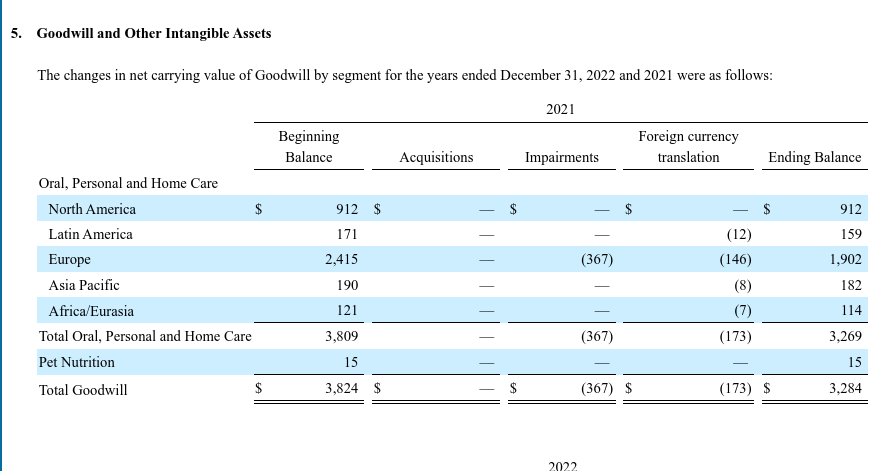 5. Goodwill and Other Intangible Assets
The changes in net carrying value of Goodwill by segment for the years ended December 31, 2022 and 2021 were as follows:
2021
Beginning Balance Acquisitions Impairments Foreign currency translation Ending Balance
Oral, Personal and Home Care
North America $ 912 $ — $ — $ — $ 912
Latin America 171 — — (12) 159
Europe 2,415 — (367) (146) 1,902
Asia Pacific 190 — — (8) 182
Africa/Eurasia 121 — — (7) 114
Total Oral, Personal and Home Care 3,809 — (367) (173) 3,269
Pet Nutrition 15 — — — 15
Total Goodwill $ 3,824 $ — $ (367) $ (173) $ 3,284
2022